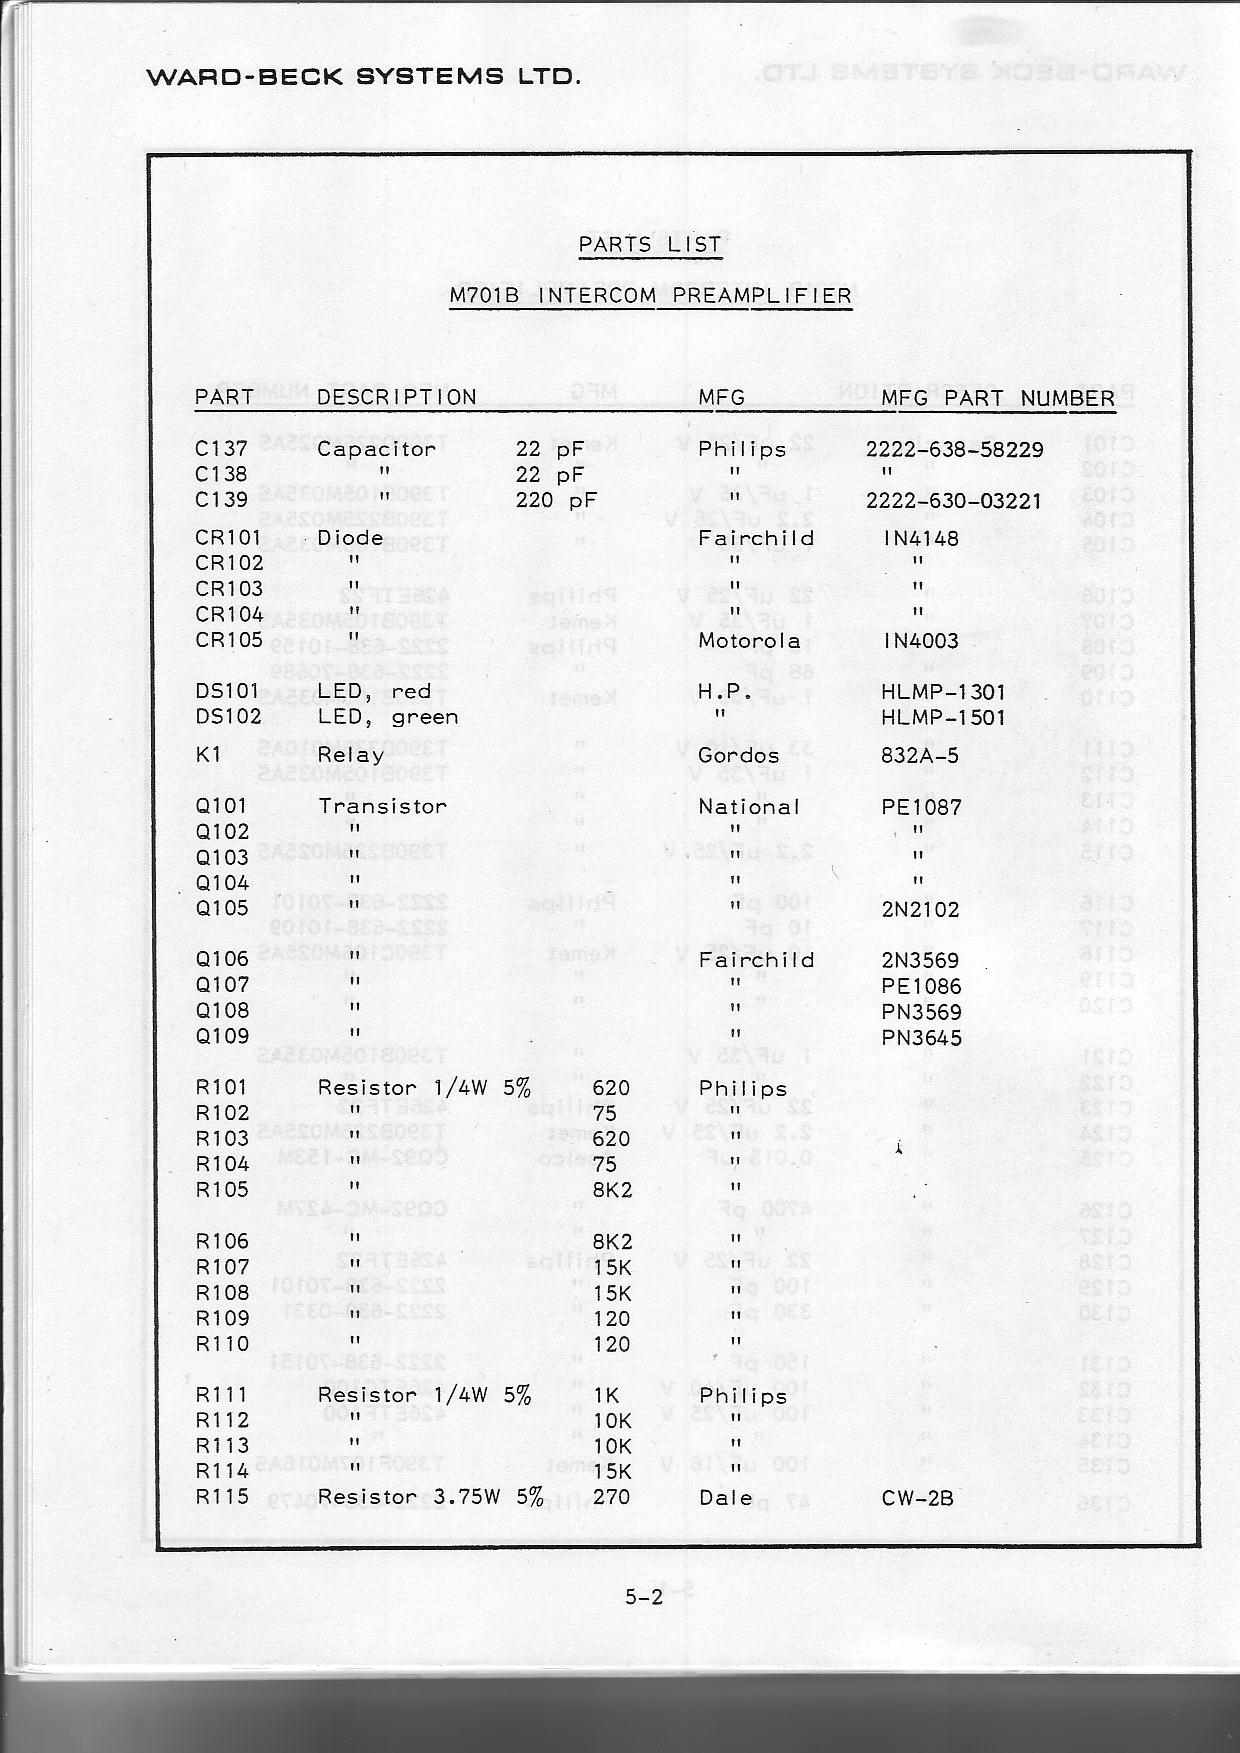 WARD-BECK SYSTEMS LTD.
PARTS LIST
M701B INTERCOM PREAMPLIFIER
PART DESCRIPTION MFG MFG PART NUMBER
C137 Capacitor 22 pF Philips 2222-638-58229
C138 " 22 pF " "
C139 " 220 pF " 2222-630-03221
CR101 Diode Fairchild IN4148
CR102 " " "
CR103 " " "
CR104 " " "
CR105 " Motorola IN4003
DS101 LED, red H.P. HLMP-1301
DS102 LED, green " HLMP-1501
K1 Relay Gordos 832A-5
Q101 Transistor National PE1087
Q102 " " "
Q103 " " "
Q104 " " "
Q105 " " 2N2102
Q106 " Fairchild 2N3569
Q107 " " PE1086
Q108 " " PN3569
Q109 " " PN3645
R101 Resistor 1/4W 5% 620 Philips
R102 " 75 "
R103 " 620 "
R104 " 75 "
R105 " 8K2 "
R106 " 8K2 "
R107 " 15K "
R108 " 15K "
R109 " 120 "
R110 " 120 "
R111 Resistor 1/4W 5% 1K Philips
R112 " 10K "
R113 " 10K "
R114 " 15K "
R115 Resistor 3.75W 5% 270 Dale CW-2B
5-2